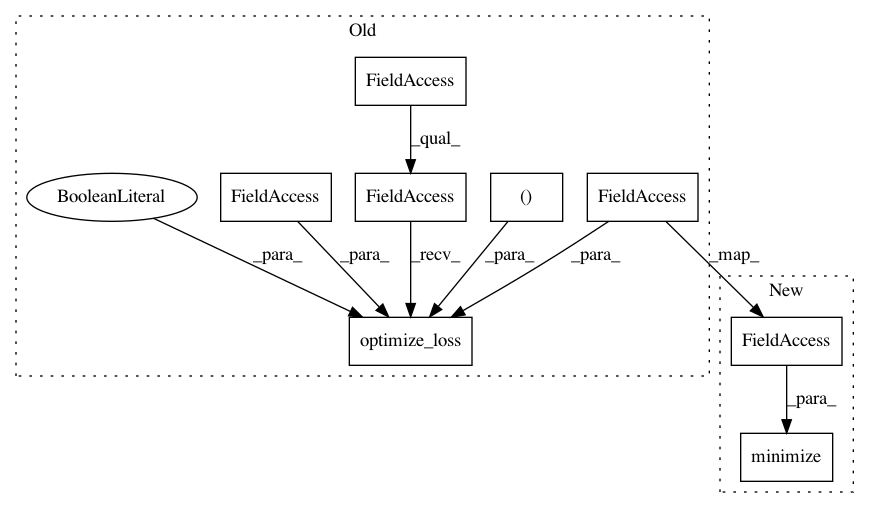 Old
FieldAccess
_qual_
BooleanLiteral
FieldAccess
FieldAccess
()
FieldAccess
_para_
_para_
_recv_
_para_
_para_
_map_
New
optimize_loss
FieldAccess
_para_
minimize